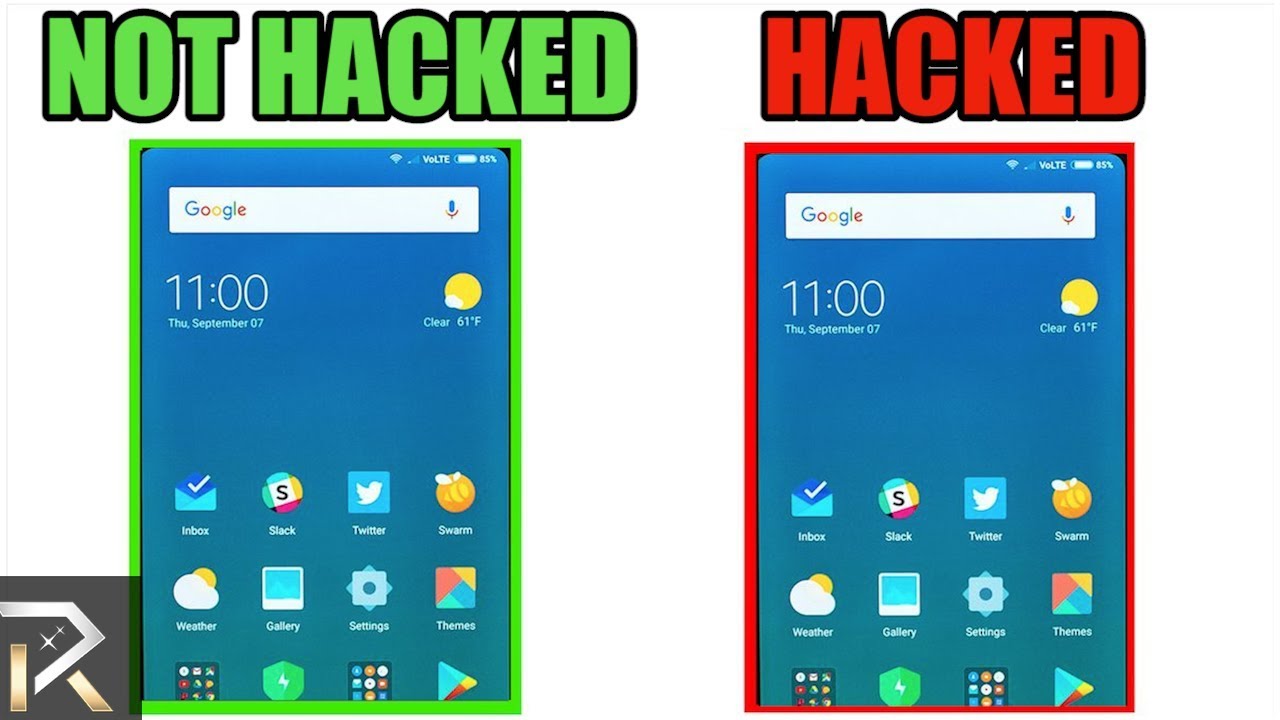 NOT HACKED
HACKED
VoLTE 85%
Google
11:00
Thu, September 07
Clear 61°F
Inbox Slack Twitter Swarm
Weather Gallery Settings Themes
VoLTE 85%
Google
11:00
Thu, September 07
Clear 61°F
Inbox Slack Twitter Swarm
Weather Gallery Settings Themes
R